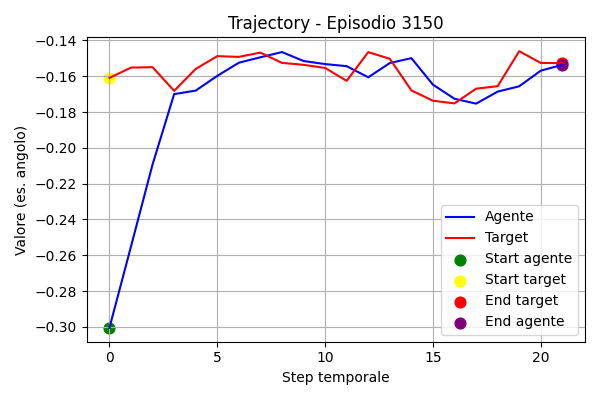 Trajectory - Episodio 3150
Valore (es. angolo)
−0.14
−0.16
−0.18
−0.20
−0.22
−0.24
−0.26
−0.28
−0.30
Agente
Target
Start agente
Start target
End target
End agente
0 5 10 15 20
Step temporale